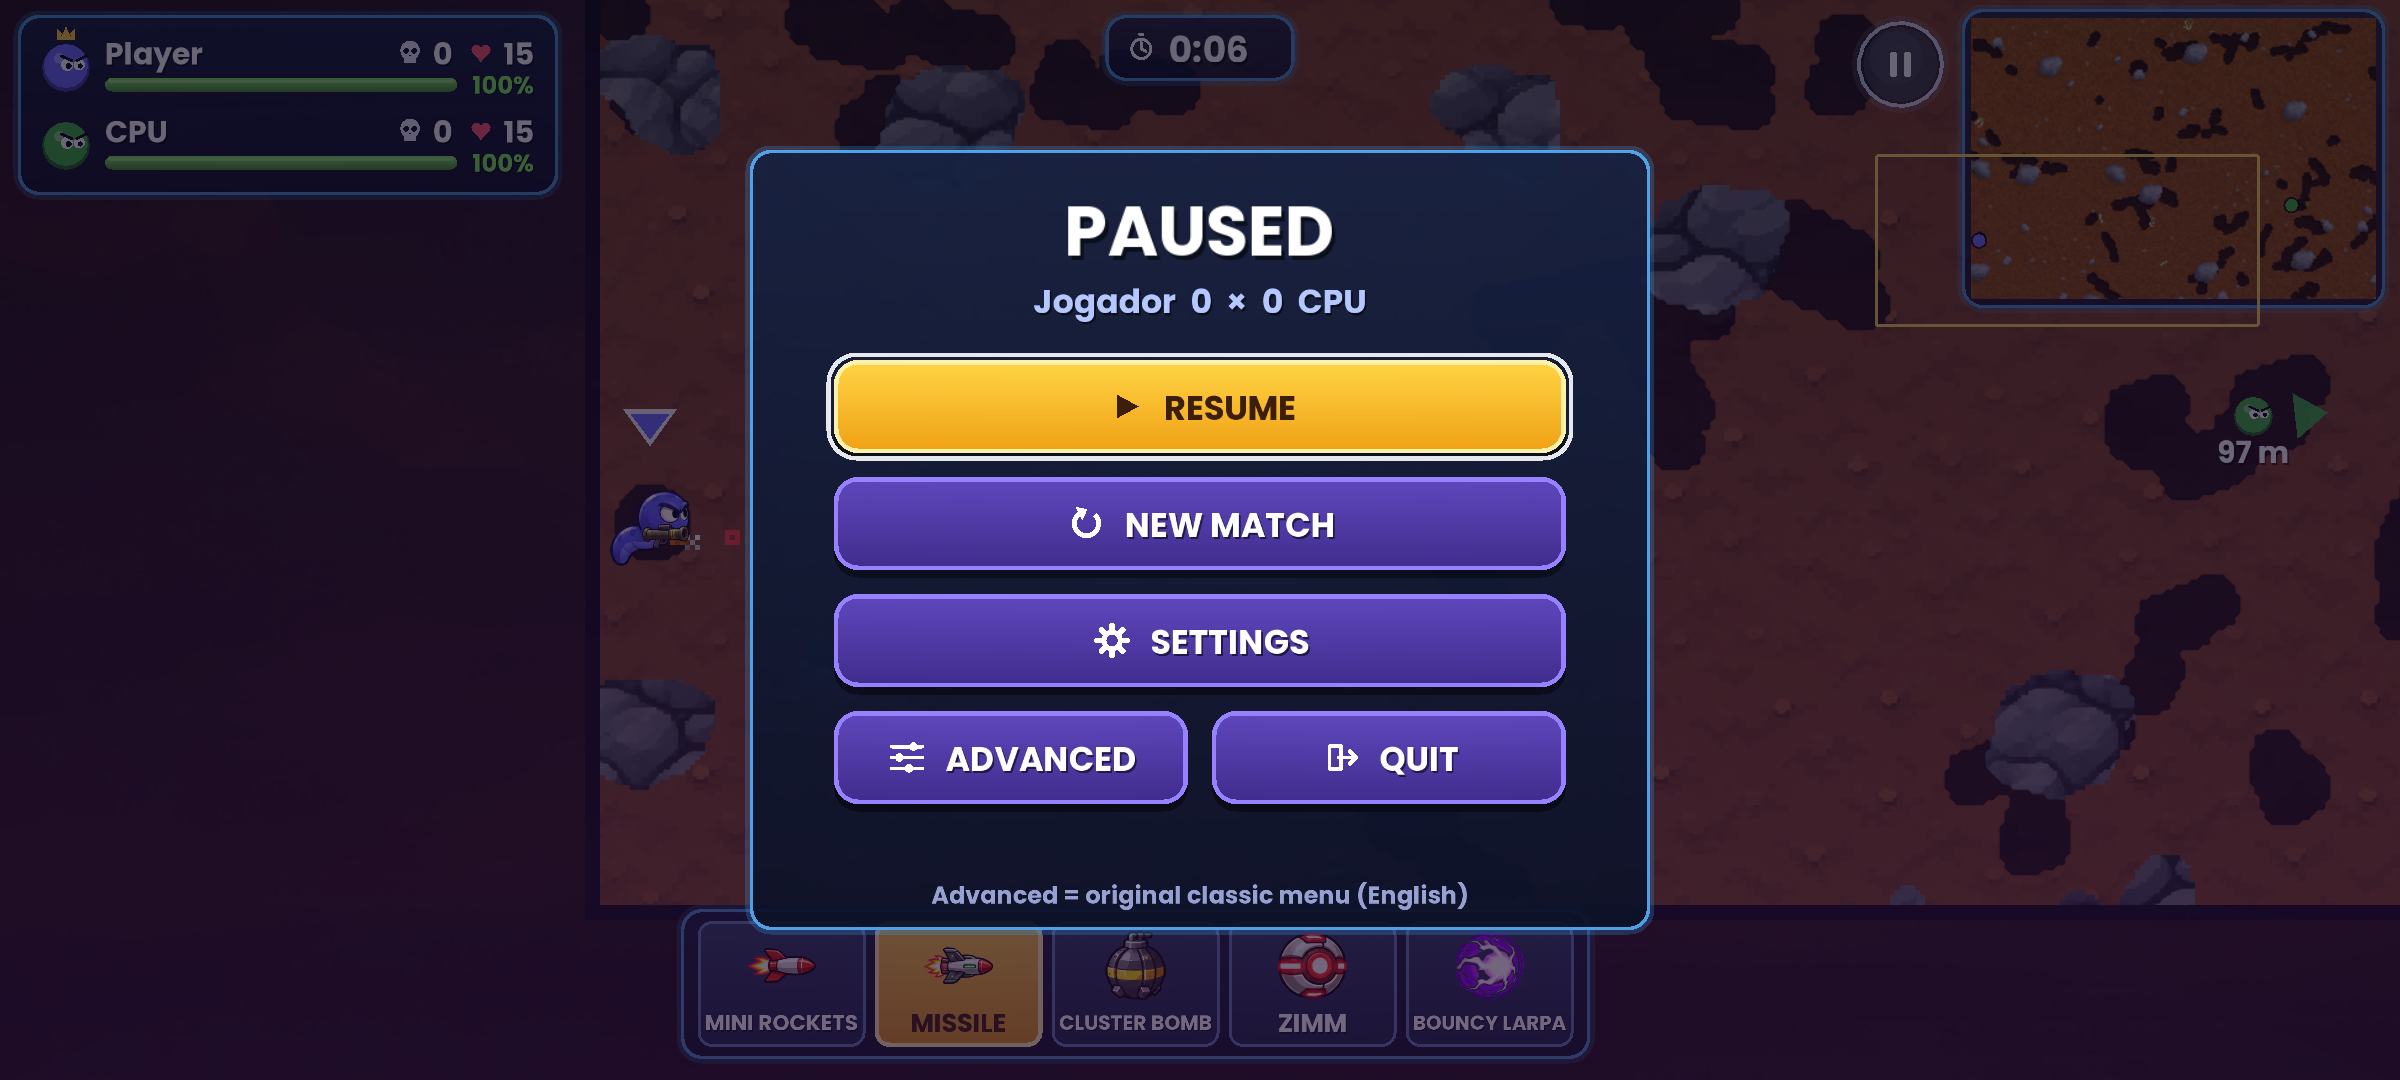 Player 0 15
100%
CPU 0 15
100%
0:06
PAUSED
Jogador 0 × 0 CPU
RESUME
NEW MATCH
SETTINGS
ADVANCED QUIT
Advanced = original classic menu (English)
97 m
MINI ROCKETS MISSILE CLUSTER BOMB ZIMM BOUNCY LARPA